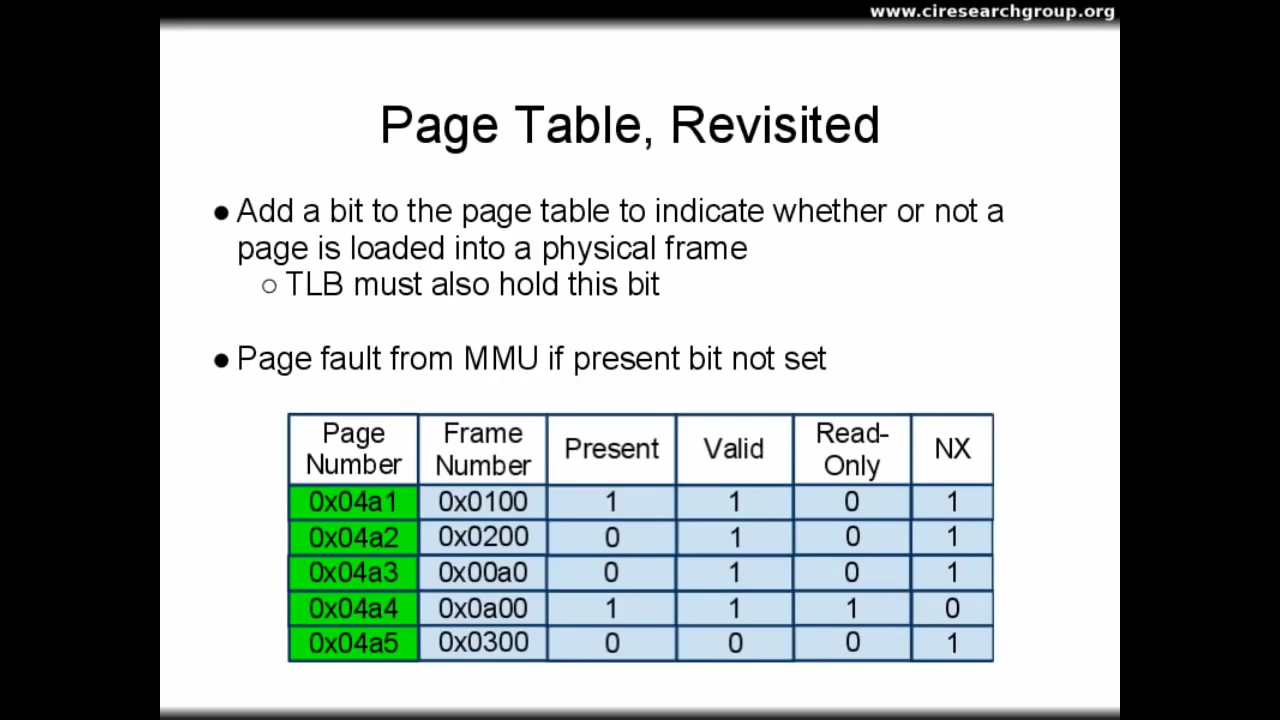 www.ciresearchgroup.org
Page Table, Revisited
● Add a bit to the page table to indicate whether or not a
page is loaded into a physical frame
○ TLB must also hold this bit
● Page fault from MMU if present bit not set
Page Number Frame Number Present Valid Read-Only NX
0x04a1 0x0100 1 1 0 1
0x04a2 0x0200 0 1 0 1
0x04a3 0x00a0 0 1 0 1
0x04a4 0x0a00 1 1 1 0
0x04a5 0x0300 0 0 0 1